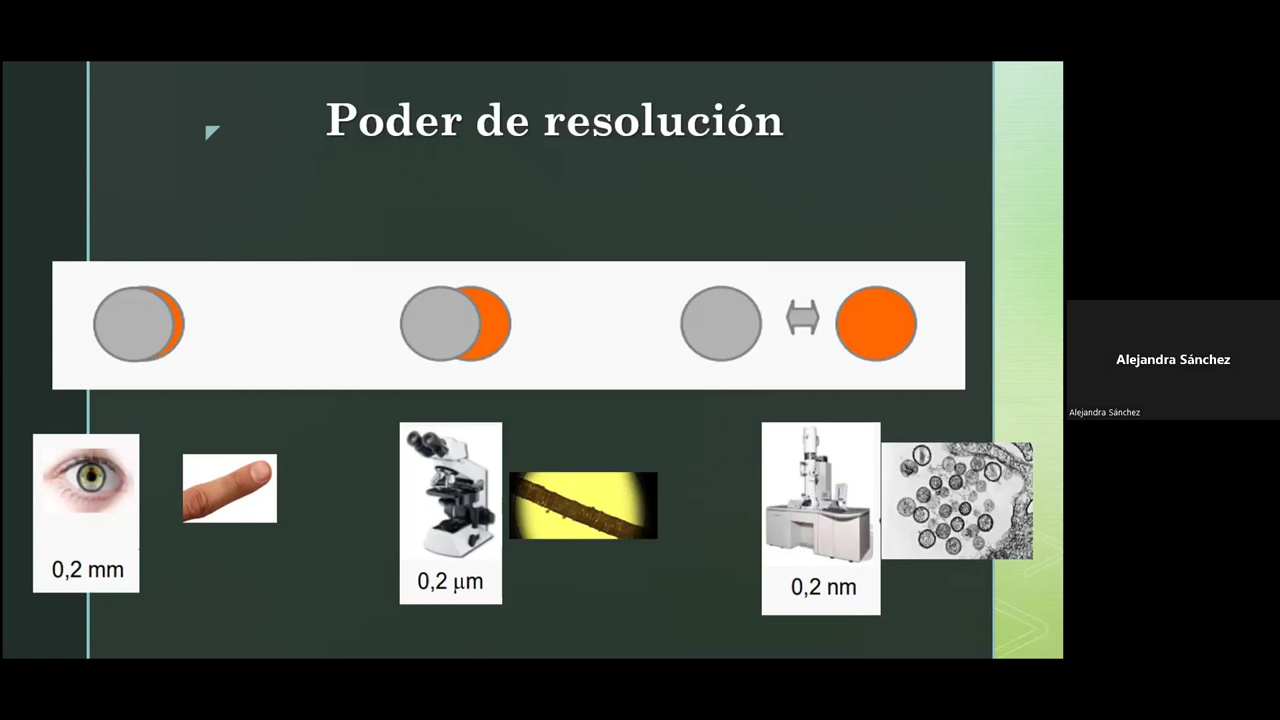 Poder de resolución
0,2 mm
0,2 μm
0,2 nm
Alejandra Sánchez
Alejandra Sánchez